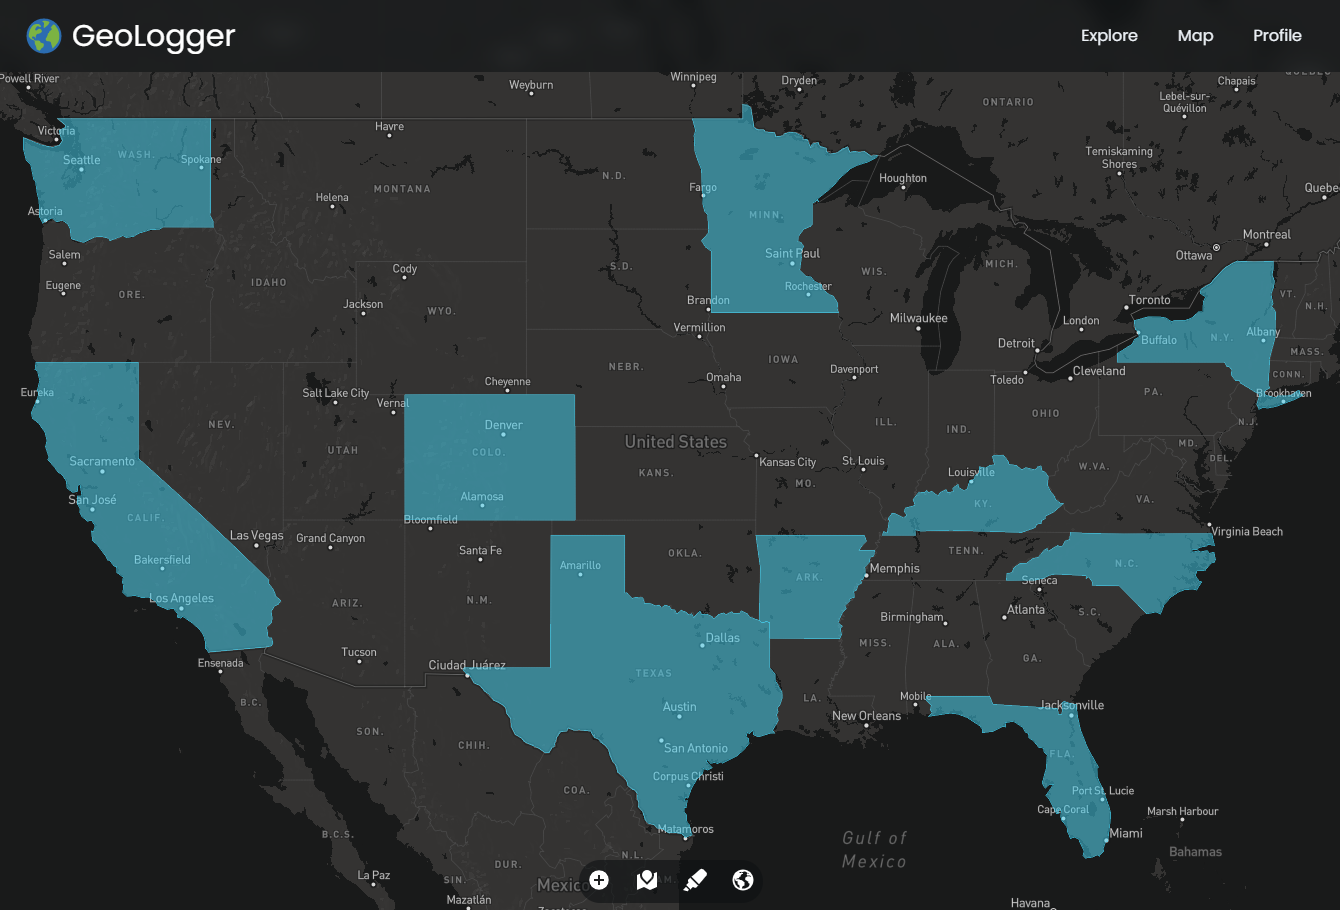 GeoLogger
Explore
Map
Profile
Powell River
Weyburn
Winnipeg
Dryden
Chapais
ONTARIO
Lebel-sur-
Quévillon
Victoria
Havre
Seattle
WASH.
Spokane
Temiskaming
Shores
N.D.
Fargo
Houghton
MONTANA
Helena
Quebe
Astoria
MINN.
Montreal
Salem
Saint Paul
Ottawa
Cody
S.D.
WIS.
MICH.
Eugene
ORE.
IDAHO
Rochester
VT.
Jackson
WYO.
Brandon
Toronto
N.H.
Vermillion
Milwaukee
London
Albany
Buffalo
N.Y.
Detroit
MASS.
IOWA
NEBR.
Davenport
Cleveland
CONN.
Omaha
Toledo
Cheyenne
Eureka
Salt Lake City
Vernal
PA.
Brookhaven
OHIO
NEV.
Denver
ILL.
IND.
N.J.
United States
UTAH
COLO.
MD.
DEL.
Sacramento
Kansas City
St. Louis
W.VA.
KANS.
Louisville
MO.
San José
Alamosa
VA.
KY.
CALIF.
Bloomfield
Las Vegas
Grand Canyon
Virginia Beach
Santa Fe
OKLA.
TENN.
Bakersfield
Amarillo
Memphis
N.C.
ARK.
Seneca
Los Angeles
ARIZ.
N.M.
Atlanta
S.C.
Birmingham
Dallas
MISS.
ALA.
Tucson
GA.
Ensenada
Ciudad Juárez
TEXAS
LA.
Mobile
B.C.
Austin
New Orleans
Jacksonville
SON.
CHIH.
San Antonio
FLA.
Corpus Christi
COA.
Port St. Lucie
Cape Coral
Marsh Harbour
Matamoros
B.C.S.
Gulf of
Mexico
Miami
Bahamas
N.L.
DUR.
La Paz
SIN.
Mexico
Mazatlán
Havana